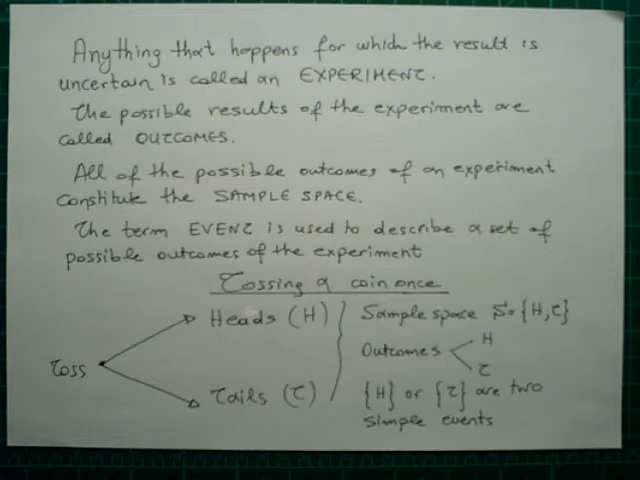 Anything that happens for which the result is
uncertain is called an EXPERIMENT.
The possible results of the experiment are
called OUTCOMES.
All of the possible outcomes of an experiment
constitute the SAMPLE SPACE.
The term EVENT is used to describe a set of
possible outcomes of the experiment
Tossing a coin once
Toss
Heads (H)
Tails (T)
Sample space S={H,T}
Outcomes
H
T
{H} or {T} are two
simple events